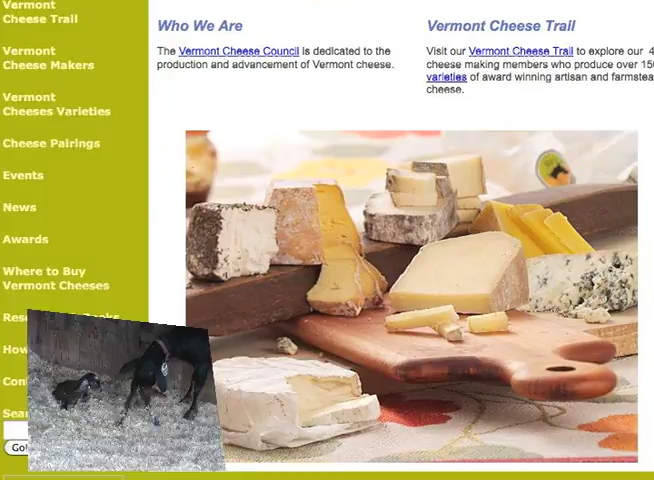 Vermont
Cheese Trail
Vermont
Cheese Makers
Vermont
Cheeses Varieties
Cheese Pairings
Events
News
Awards
Where to Buy
Vermont Cheeses
Who We Are
The Vermont Cheese Council is dedicated to the
production and advancement of Vermont cheese.
Vermont Cheese Trail
Visit our Vermont Cheese Trail to explore our 4
cheese making members who produce over 15
varieties of award winning artisan and farmstea
cheese.
Go!